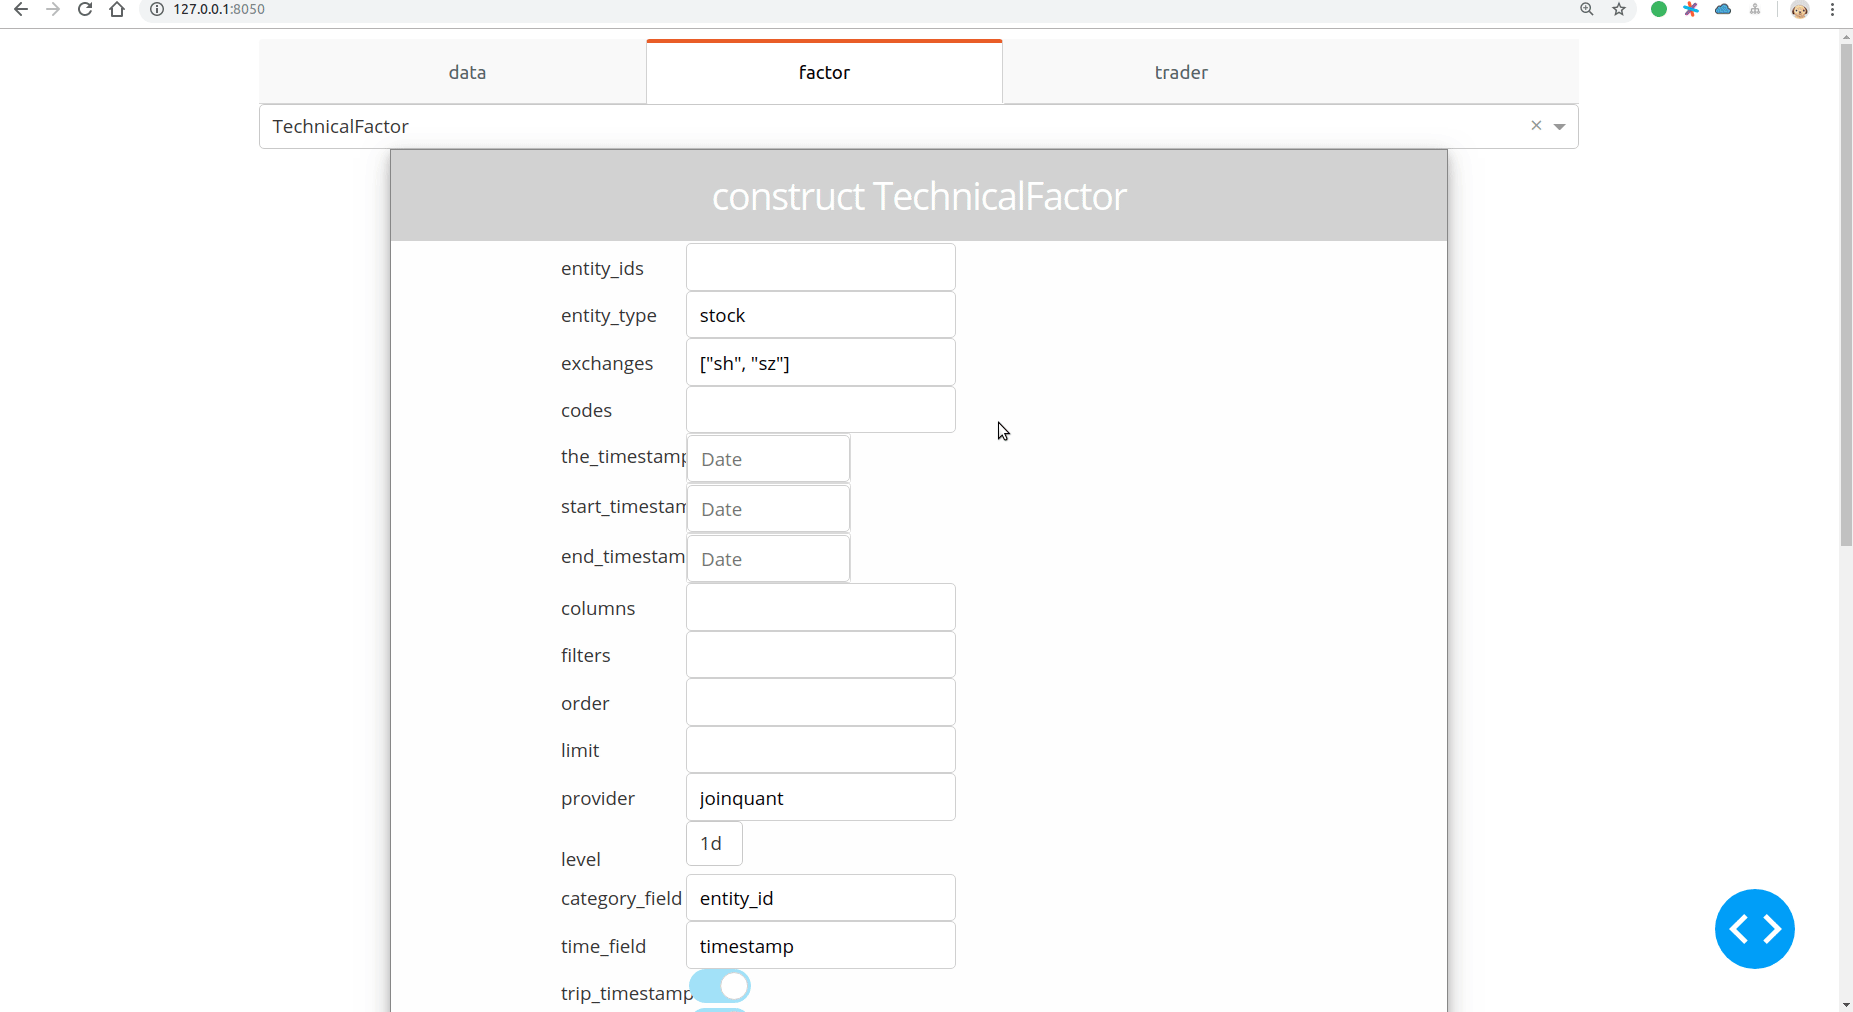 127.0.0.1:8050
data factor trader
TechnicalFactor
construct TechnicalFactor
entity_ids
entity_type stock
exchanges ["sh", "sz"]
codes
the_timestamp Date
start_timestam Date
end_timestam Date
columns
filters
order
limit
provider joinquant
level 1d
category_field entity_id
time_field timestamp
trip_timestamp